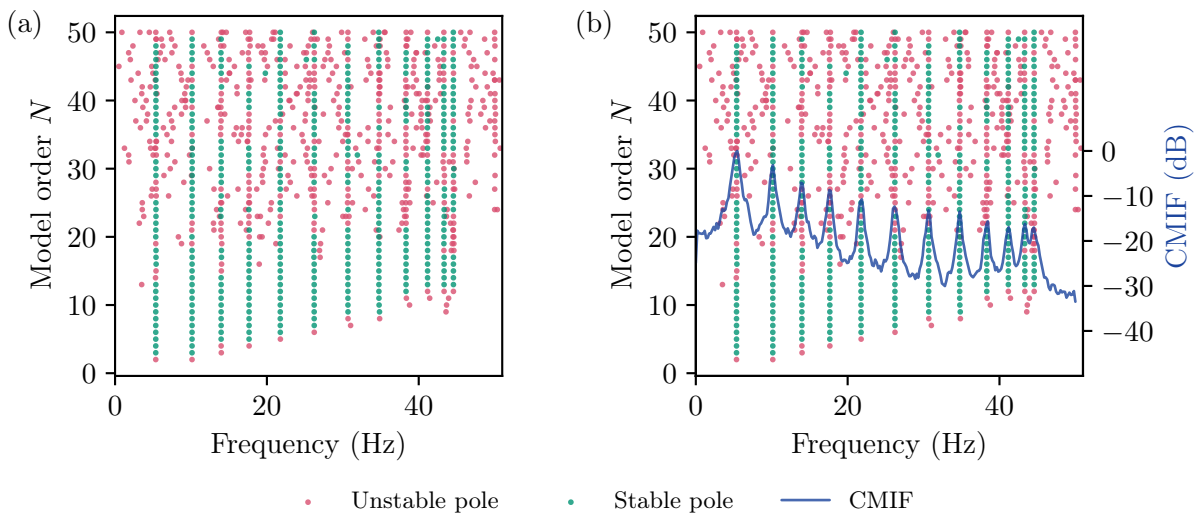 (a)
50
40
30
20
10
0
Model order N
0 20 40
Frequency (Hz)
(b)
50
40
30
20
10
0
Model order N
0 20 40
Frequency (Hz)
0
−10
−20
−30
−40
CMIF (dB)
Unstable pole Stable pole CMIF